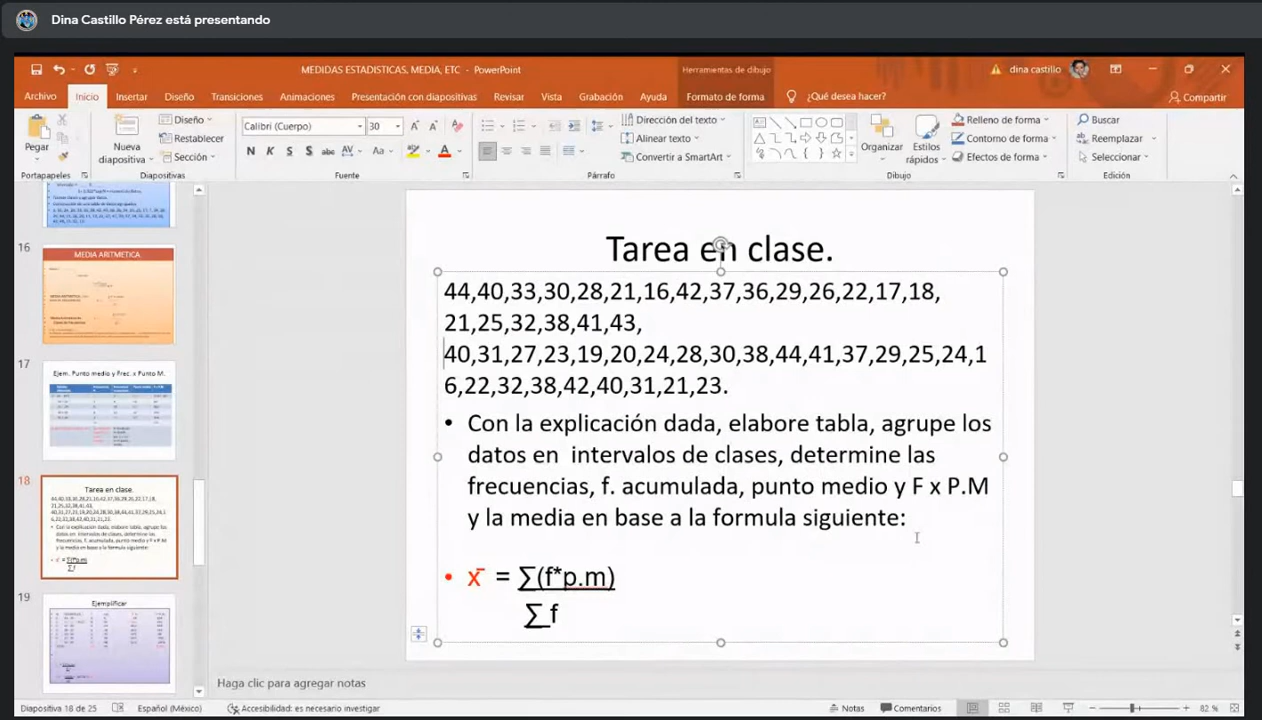 Dina Castillo Pérez está presentando
MEDIDAS ESTADISTICAS. MEDIA, ETC - PowerPoint
Herramientas de dibujo
dina castillo
Archivo Inicio Insertar Diseño Transiciones Animaciones Presentación con diapositivas Revisar Vista Grabación Ayuda Formato de forma ¿Qué desea hacer? Compartir
Pegar
Portapapeles
Nueva diapositiva
Diseño
Restablecer
Sección
Diapositivas
Calibri (Cuerpo) 30
N K S S abc AV Aa A
Fuente
Dirección del texto
Alinear texto
Convertir a SmartArt
Párrafo
Organizar
Estilos rápidos
Relleno de forma
Contorno de forma
Efectos de forma
Dibujo
Buscar
Reemplazar
Seleccionar
Edición
16
MEDIA ARITMETICA
17
Ejem. Punto medio y Frec. x Punto M.
18
Tarea en clase.
19
Ejemplificar
Tarea en clase.
44,40,33,30,28,21,16,42,37,36,29,26,22,17,18,
21,25,32,38,41,43,
40,31,27,23,19,20,24,28,30,38,44,41,37,29,25,24,1
6,22,32,38,42,40,31,21,23.
• Con la explicación dada, elabore tabla, agrupe los
datos en intervalos de clases, determine las
frecuencias, f. acumulada, punto medio y F x P.M
y la media en base a la formula siguiente:
• x̄ = ∑(f*p.m)
∑ f
Haga clic para agregar notas
Diapositiva 18 de 25 Español (México) Accesibilidad: es necesario investigar Notas Comentarios 82 %